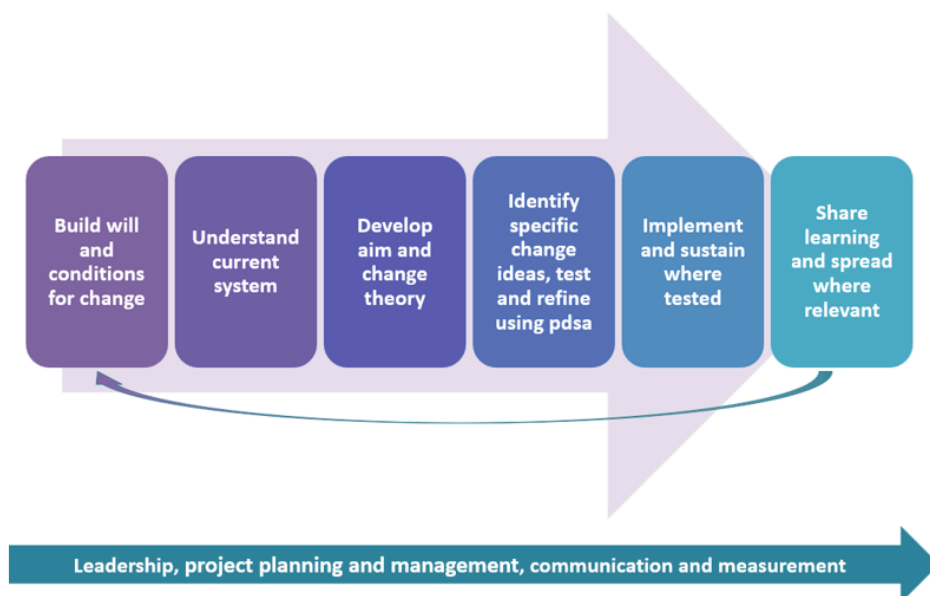 Build will
and
conditions
for change
Understand
current
system
Develop
aim and
change
theory
Identify
specific
change
ideas, test
and refine
using pdsa
Implement
and sustain
where
tested
Share
learning
and spread
where
relevant
Leadership, project planning and management, communication and measurement